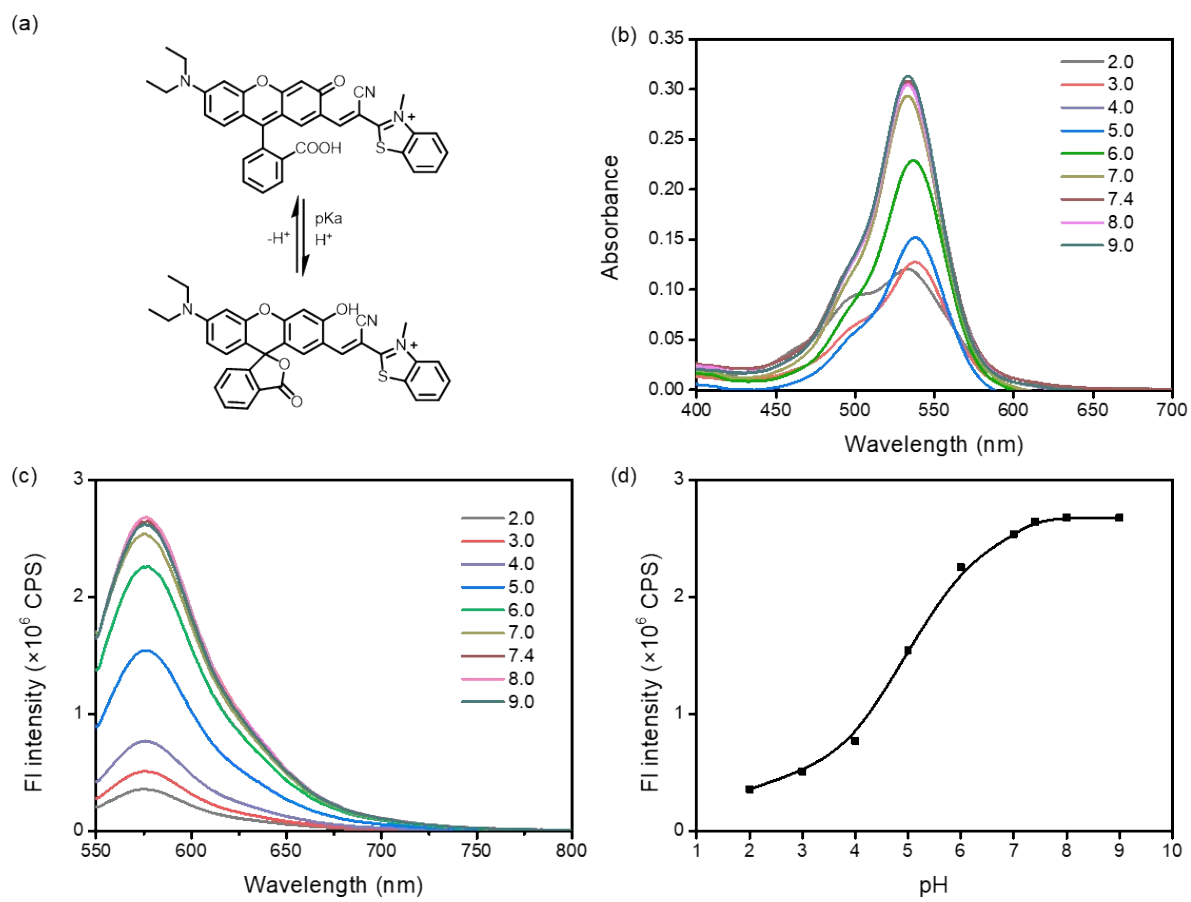 (a)
N
O
O
CN
N
+
COOH
S
-H⁺
pKa
H⁺
N
O
OH
CN
N
+
O
S
O
(b)
0.35
0.30
0.25
0.20
0.15
0.10
0.05
0.00
Absorbance
400
450
500
550
600
650
700
Wavelength (nm)
2.0
3.0
4.0
5.0
6.0
7.0
7.4
8.0
9.0
(c)
3
2
1
0
FI intensity (×10⁶ CPS)
550
600
650
700
750
800
Wavelength (nm)
2.0
3.0
4.0
5.0
6.0
7.0
7.4
8.0
9.0
(d)
3
2
1
0
FI intensity (×10⁶ CPS)
1
2
3
4
5
6
7
8
9
10
pH